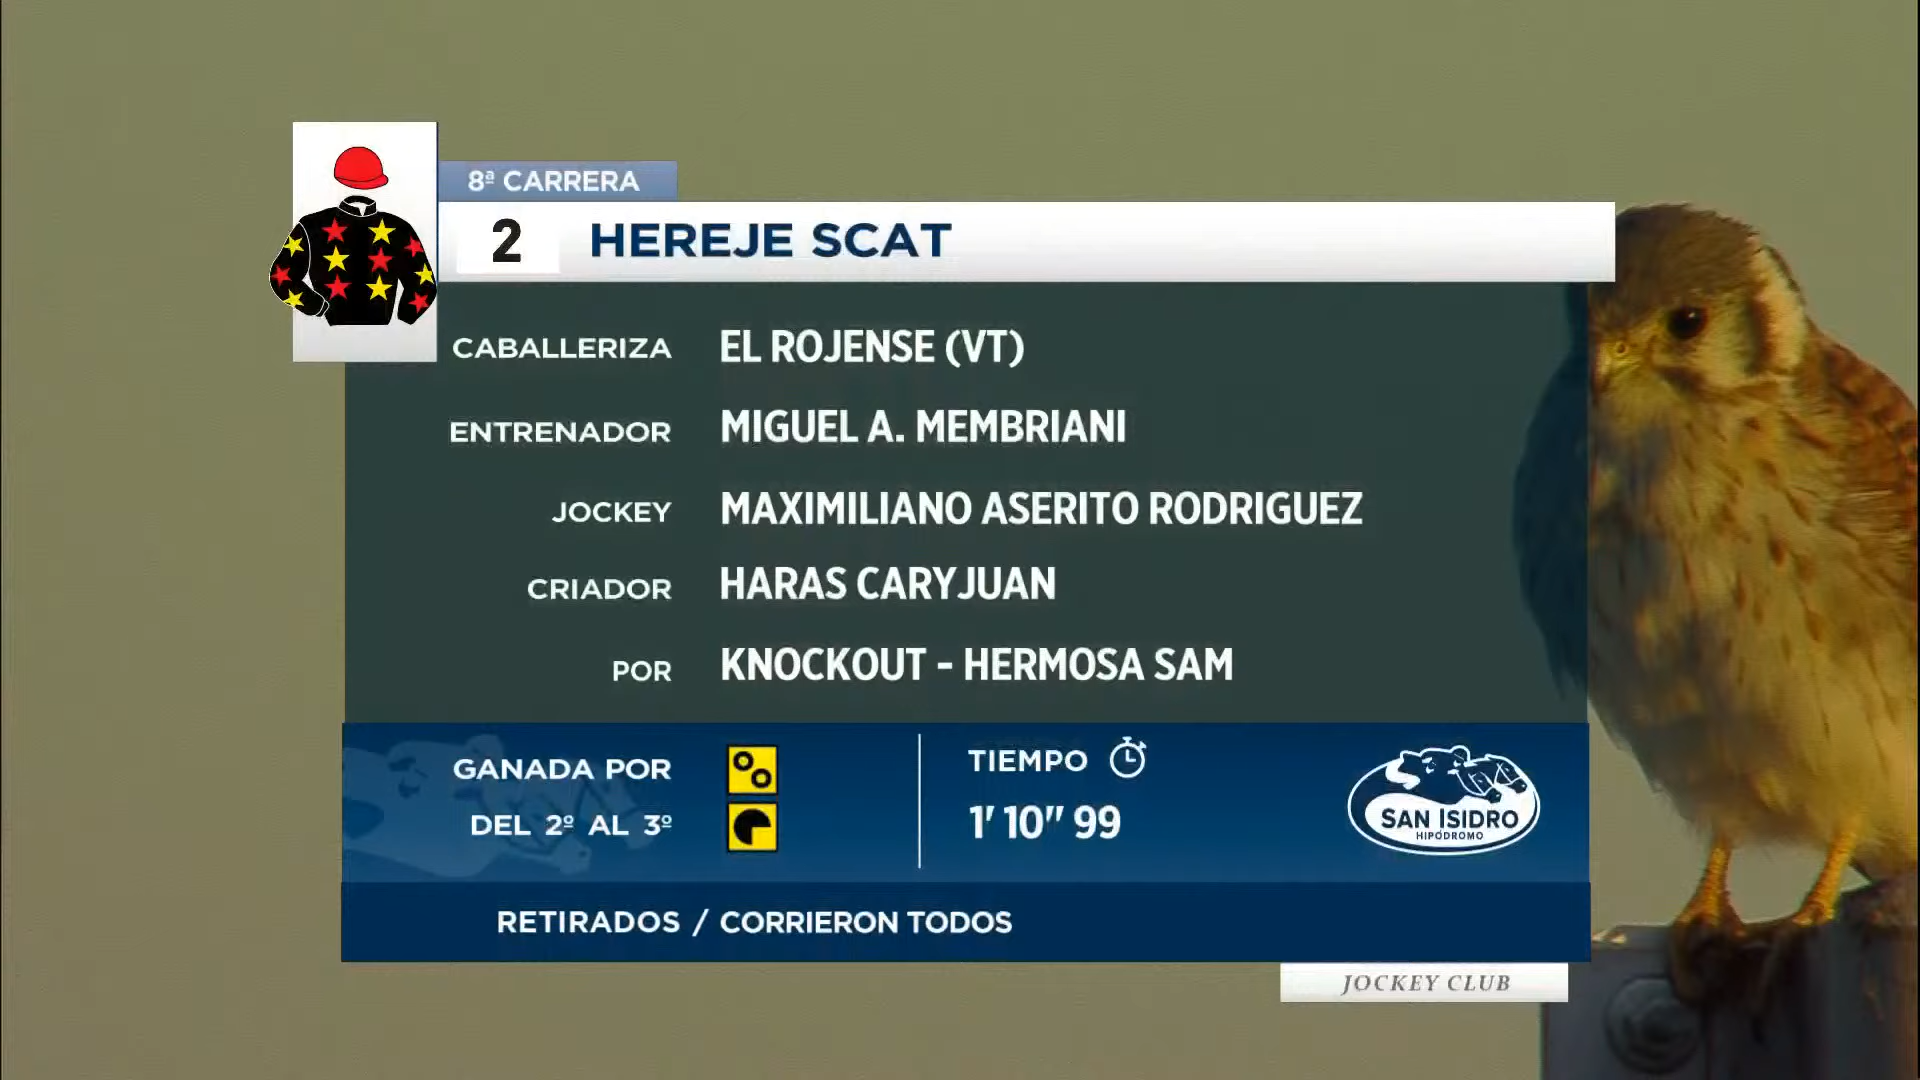 8ª CARRERA
2 HEREJE SCAT
CABALLERIZA EL ROJENSE (VT)
ENTRENADOR MIGUEL A. MEMBRIANI
JOCKEY MAXIMILIANO ASERITO RODRIGUEZ
CRIADOR HARAS CARYJUAN
POR KNOCKOUT - HERMOSA SAM
GANADA POR
DEL 2º AL 3º
TIEMPO
1' 10" 99
SAN ISIDRO
HIPÓDROMO
RETIRADOS / CORRIERON TODOS
JOCKEY CLUB